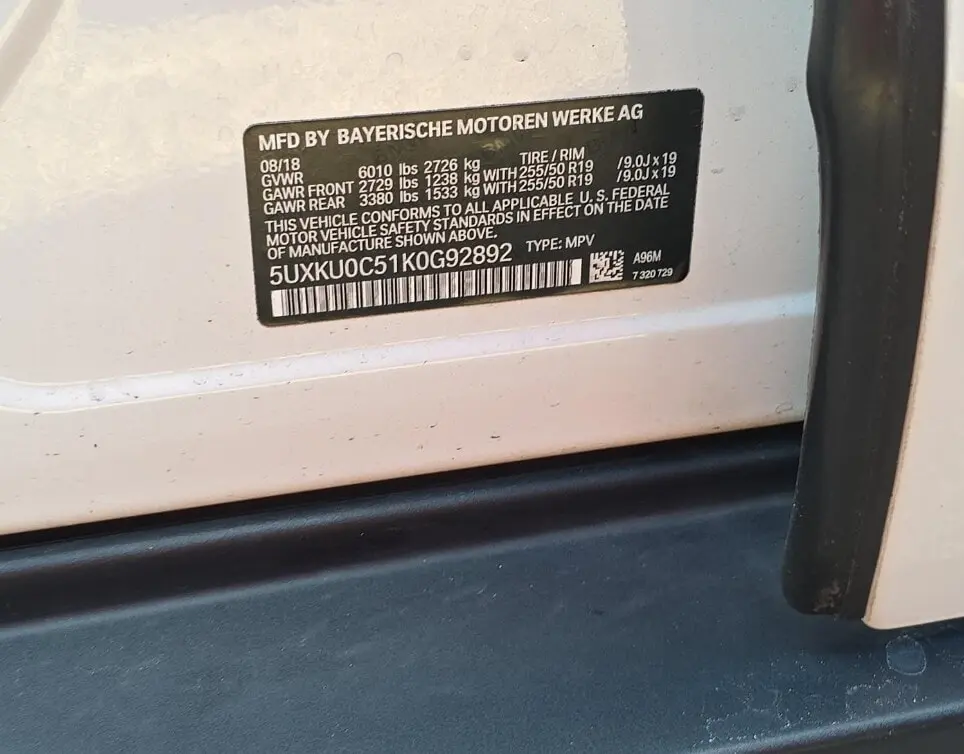 MFD BY BAYERISCHE MOTOREN WERKE AG
08/18 TIRE / RIM
GVWR 6010 lbs 2726 kg
GAWR FRONT 2729 lbs 1238 kg WITH 255/50 R19 /9.0J x 19
GAWR REAR 3380 lbs 1533 kg WITH 255/50 R19 /9.0J x 19
THIS VEHICLE CONFORMS TO ALL APPLICABLE U. S. FEDERAL
MOTOR VEHICLE SAFETY STANDARDS IN EFFECT ON THE DATE
OF MANUFACTURE SHOWN ABOVE.
5UXKU0C51K0G92892 TYPE: MPV
A96M
7 320 729